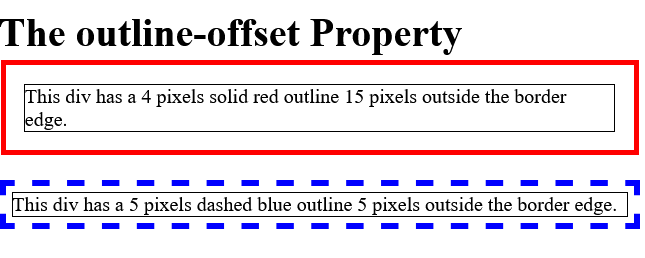 The outline-offset Property
This div has a 4 pixels solid red outline 15 pixels outside the border
edge.
This div has a 5 pixels dashed blue outline 5 pixels outside the border edge.